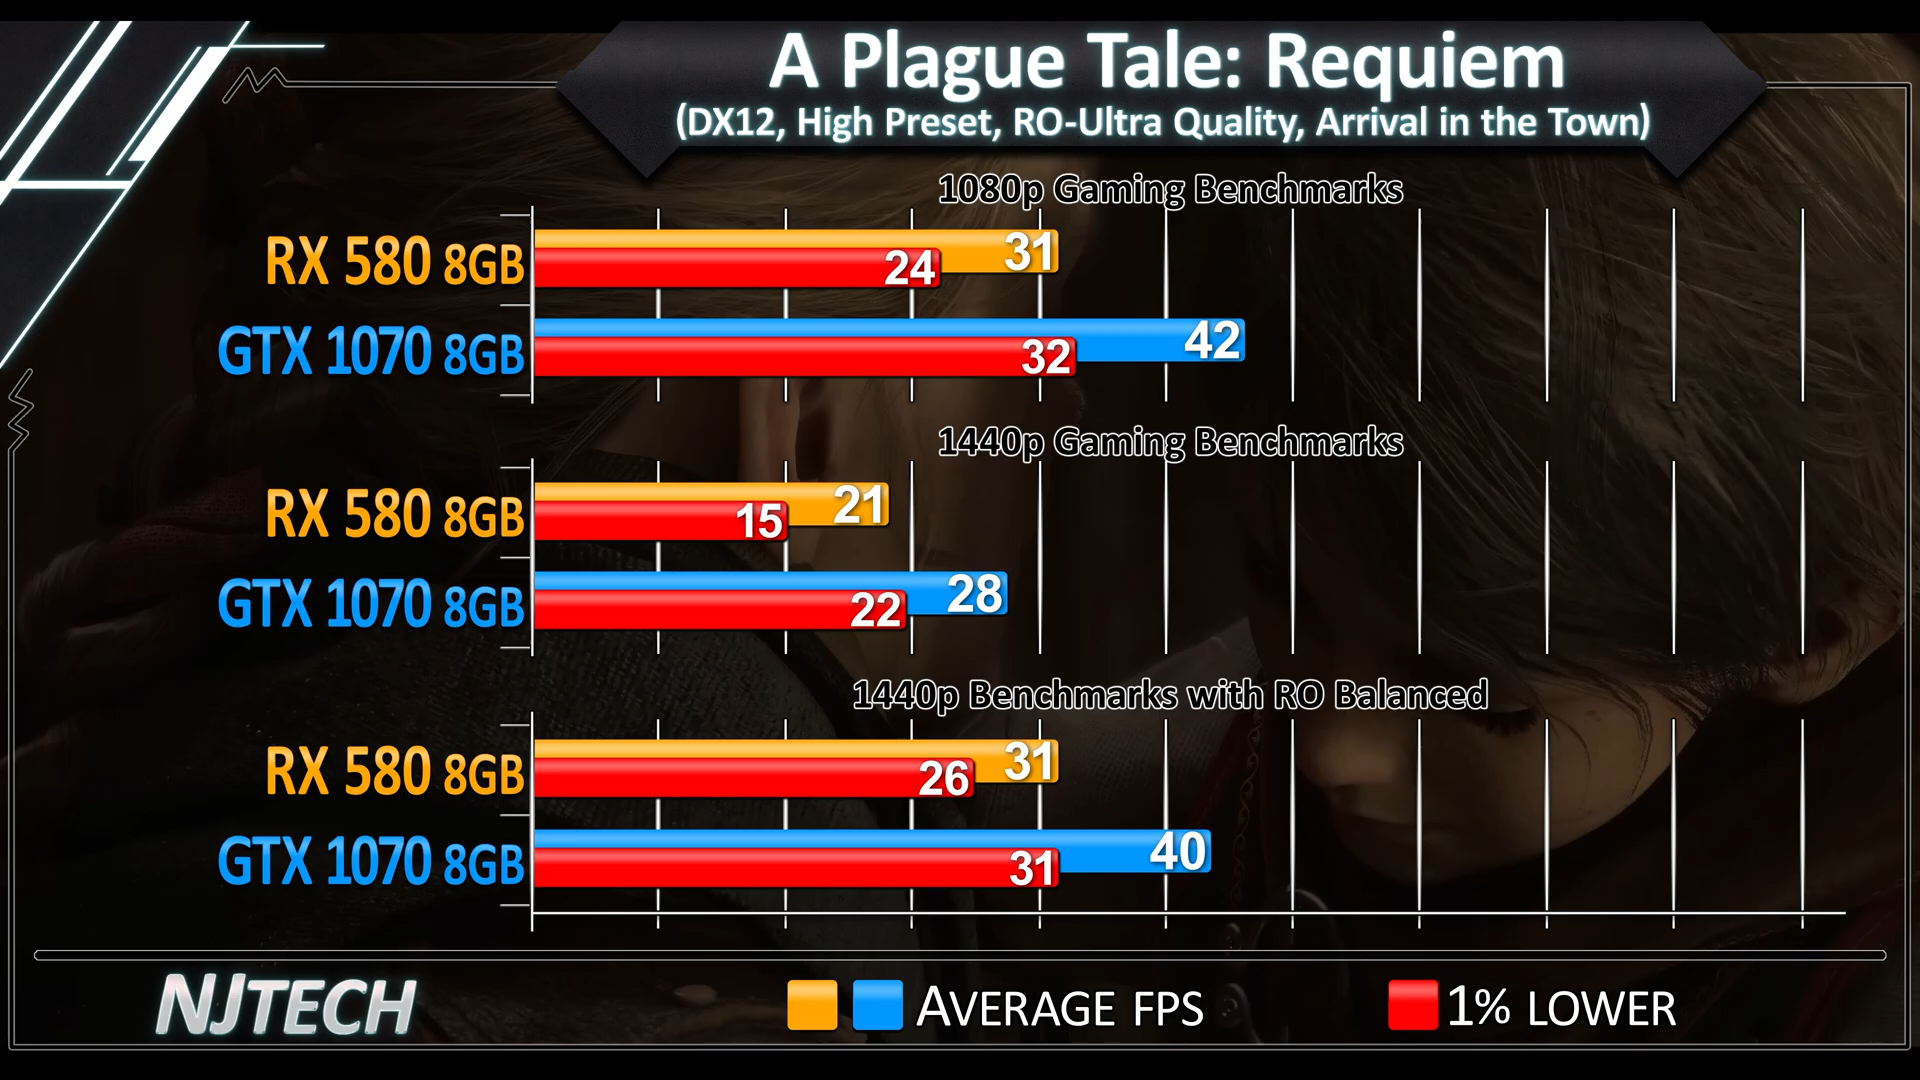 A Plague Tale: Requiem
(DX12, High Preset, RO-Ultra Quality, Arrival in the Town)
1080p Gaming Benchmarks
RX 580 8GB
31
24
GTX 1070 8GB
42
32
1440p Gaming Benchmarks
RX 580 8GB
21
15
GTX 1070 8GB
28
22
1440p Benchmarks with RO Balanced
RX 580 8GB
31
26
GTX 1070 8GB
40
31
NJTECH
AVERAGE FPS
1% LOWER